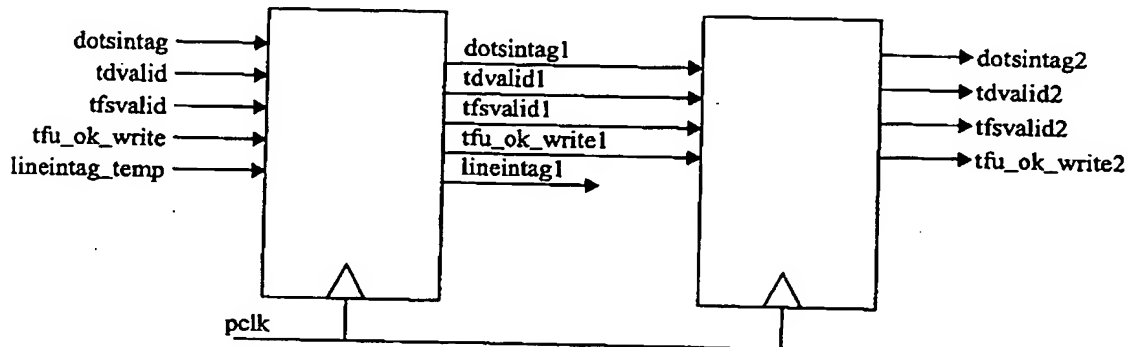 dotsintag
tdvalid
tfsvalid
tfu_ok_write
lineintag_temp
dotsintag1
tdvalid1
tfsvalid1
tfu_ok_write1
lineintag1
dotsintag2
tdvalid2
tfsvalid2
tfu_ok_write2
pclk